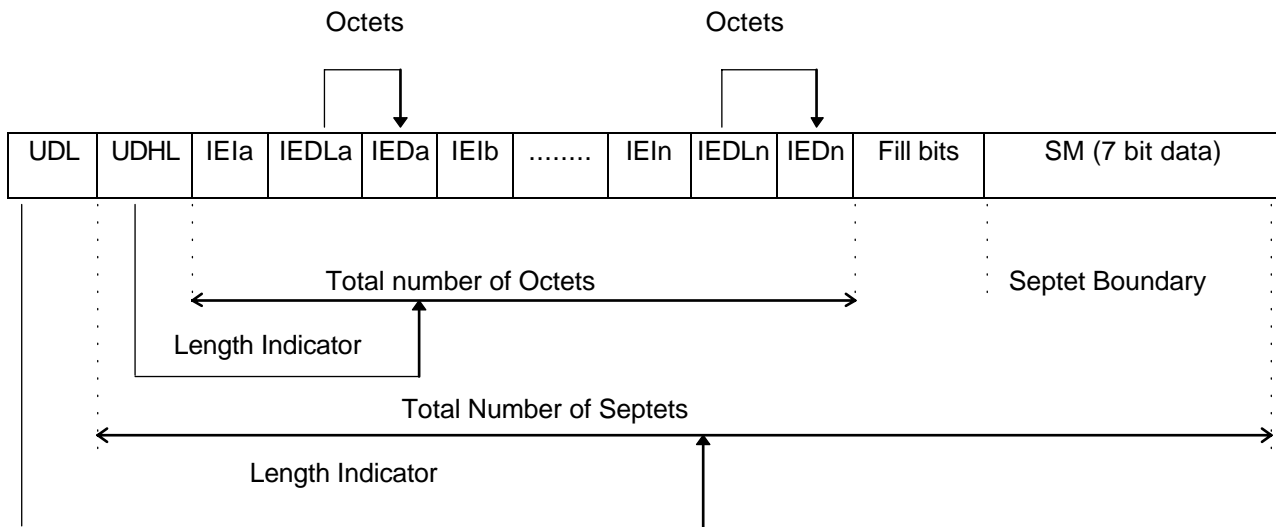 Octets Octets
UDL UDHL IEIa IEDLa IEDa IEIb ........ IEIn IEDLn IEDn Fill bits SM (7 bit data)
Total number of Octets Septet Boundary
Length Indicator
Total Number of Septets
Length Indicator